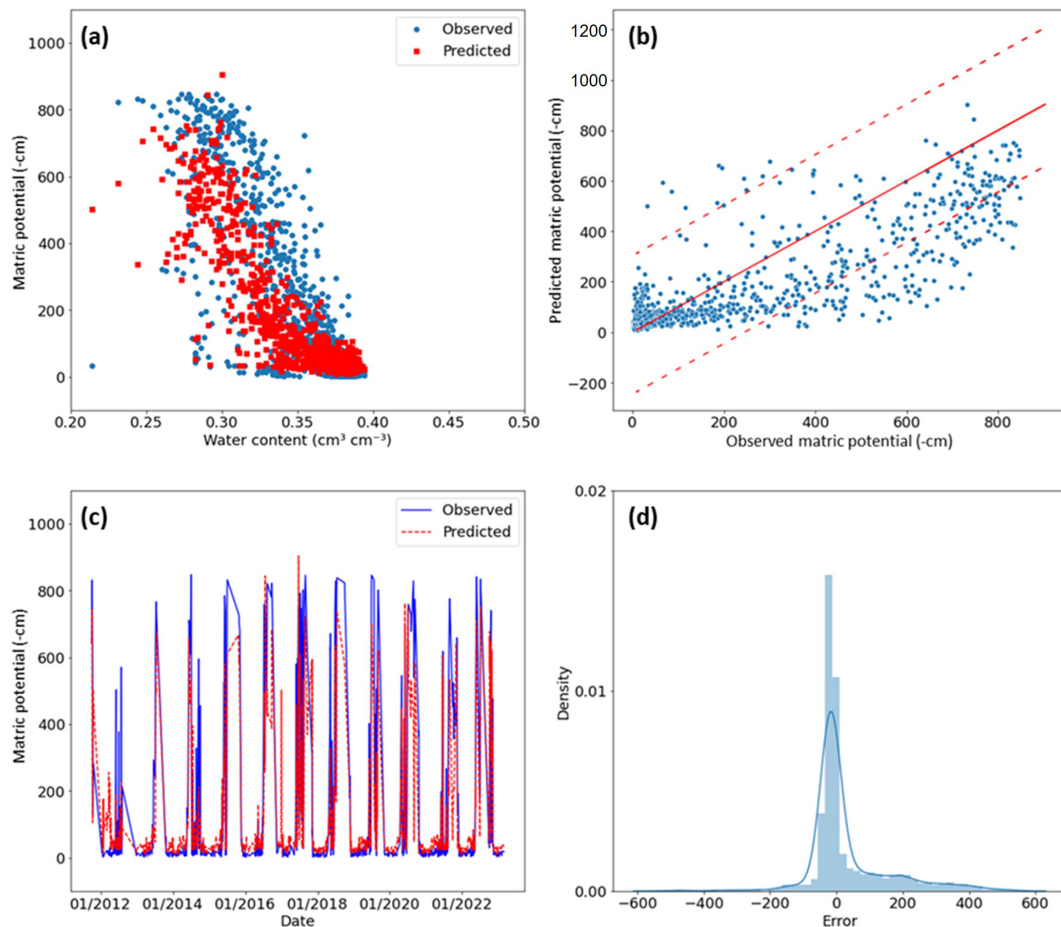 (a)
Observed
Predicted
1000
800
600
400
200
0
Matric potential (-cm)
0.20 0.25 0.30 0.35 0.40 0.45 0.50
Water content (cm³ cm⁻³)
(b)
1200
1000
800
600
400
200
0
−200
Predicted matric potential (-cm)
0 200 400 600 800
Observed matric potential (-cm)
(c)
Observed
Predicted
1000
800
600
400
200
0
Matric potential (-cm)
01/2012 01/2014 01/2016 01/2018 01/2020 01/2022
Date
(d)
0.02
0.01
0.00
Density
−600 −400 −200 0 200 400 600
Error